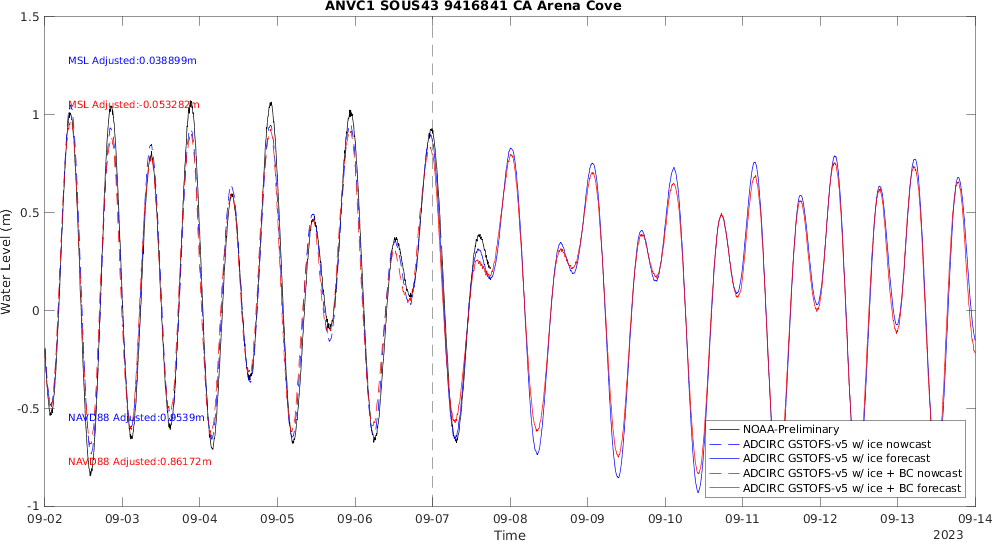 ANVC1 SOUS43 9416841 CA Arena Cove
1.5
MSL Adjusted:0.038899m
MSL Adjusted:-0.053282m
1
0.5
Water Level (m)
0
-0.5
NAVD88 Adjusted:0.9539m
NAVD88 Adjusted:0.86172m
-1
NOAA-Preliminary
ADCIRC GSTOFS-v5 w/ ice nowcast
ADCIRC GSTOFS-v5 w/ ice forecast
ADCIRC GSTOFS-v5 w/ ice + BC nowcast
ADCIRC GSTOFS-v5 w/ ice + BC forecast
09-02 09-03 09-04 09-05 09-06 09-07 09-08 09-09 09-10 09-11 09-12 09-13 09-14
Time
2023